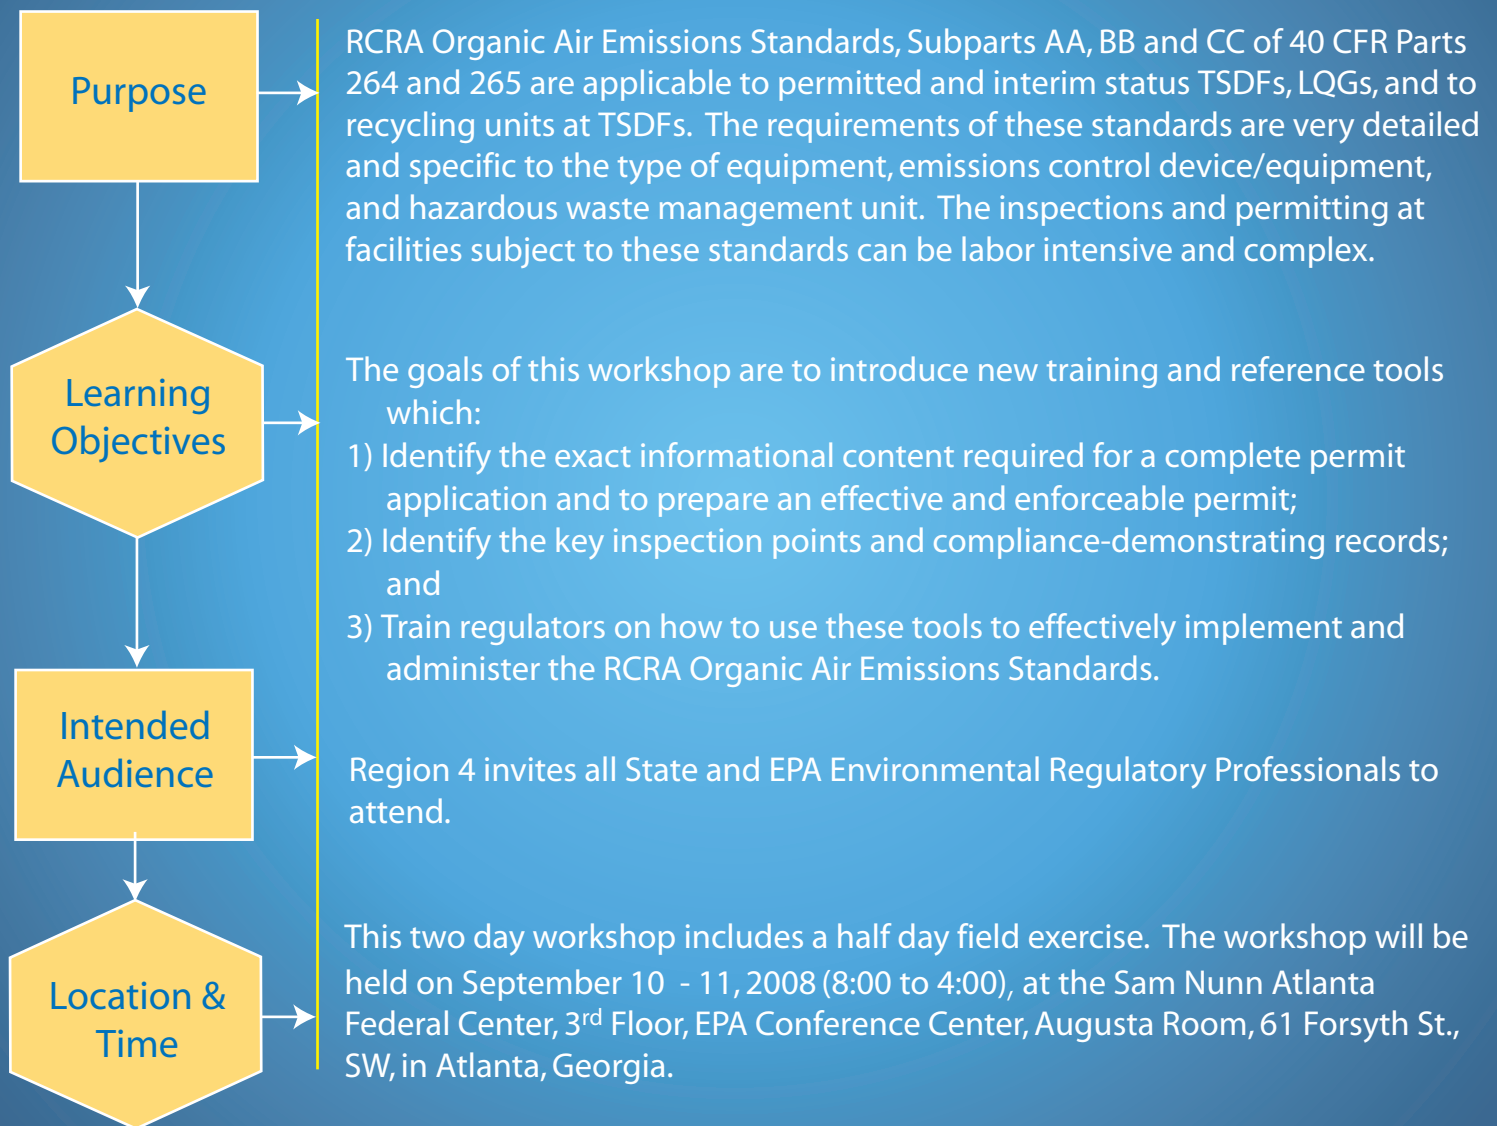 Purpose
RCRA Organic Air Emissions Standards, Subparts AA, BB and CC of 40 CFR Parts
264 and 265 are applicable to permitted and interim status TSDFs, LQGs, and to
recycling units at TSDFs.  The requirements of these standards are very detailed
and specific to the type of equipment, emissions control device/equipment,
and hazardous waste management unit.  The inspections and permitting at
facilities subject to these standards can be labor intensive and complex.
Learning
Objectives
The goals of this workshop are to introduce new training and reference tools
which:
1) Identify the exact informational content required for a complete permit
application and to prepare an effective and enforceable permit;
2) Identify the key inspection points and compliance-demonstrating records;
and
3) Train regulators on how to use these tools to effectively implement and
administer the RCRA Organic Air Emissions Standards.
Intended
Audience
Region 4 invites all State and EPA Environmental Regulatory Professionals to
attend.
Location &
Time
This two day workshop includes a half day field exercise.  The workshop will be
held on September 10  - 11, 2008 (8:00 to 4:00), at the Sam Nunn Atlanta
Federal Center, 3rd Floor, EPA Conference Center, Augusta Room, 61 Forsyth St.,
SW, in Atlanta, Georgia.